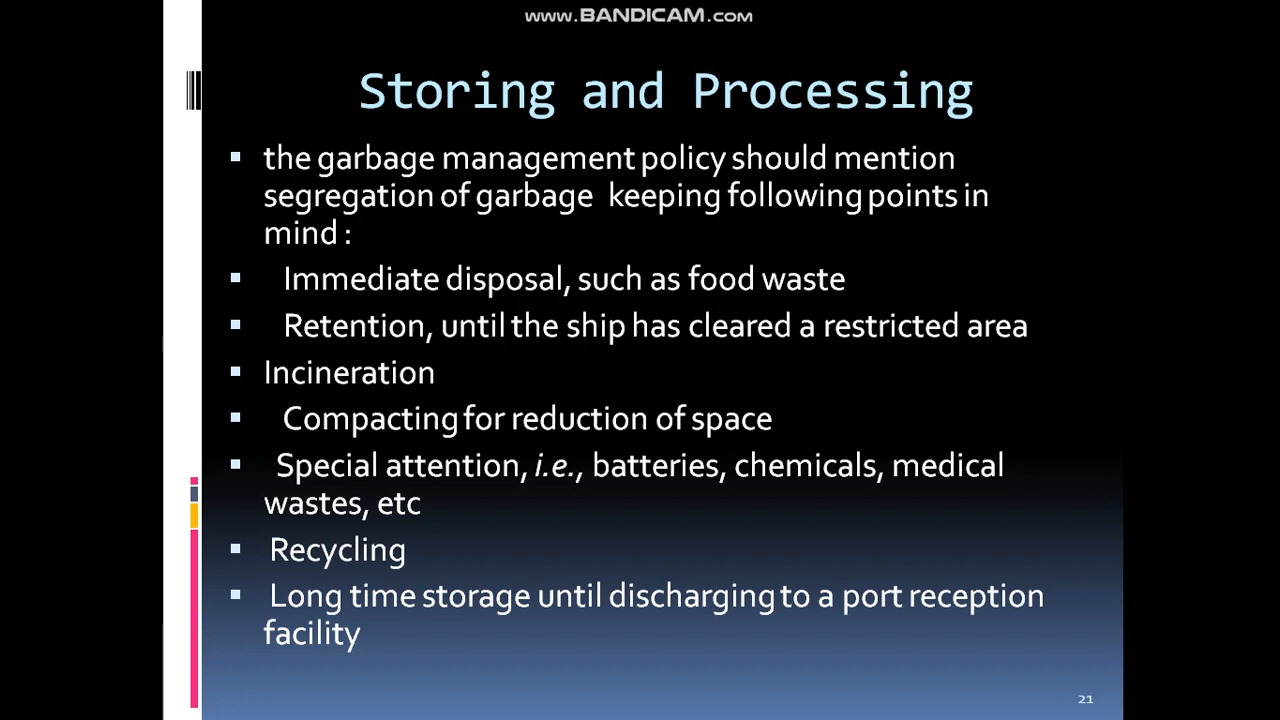 www.BANDICAM.com
Storing and Processing
▪ the garbage management policy should mention
segregation of garbage  keeping following points in
mind :
▪ Immediate disposal, such as food waste
▪ Retention, until the ship has cleared a restricted area
▪ Incineration
▪ Compacting for reduction of space
▪ Special attention, i.e., batteries, chemicals, medical
wastes, etc
▪ Recycling
▪ Long time storage until discharging to a port reception
facility
21